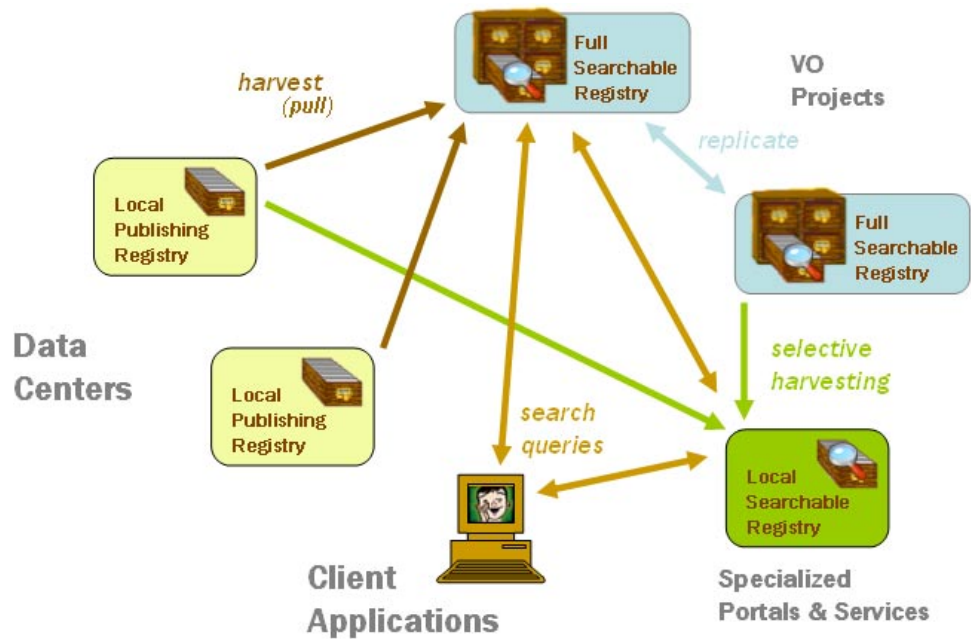 Full
Searchable
Registry
VO
Projects
harvest
(pull)
replicate
Local
Publishing
Registry
Full
Searchable
Registry
Data
Centers
selective
harvesting
Local
Publishing
Registry
search
queries
Local
Searchable
Registry
Client
Applications
Specialized
Portals & Services